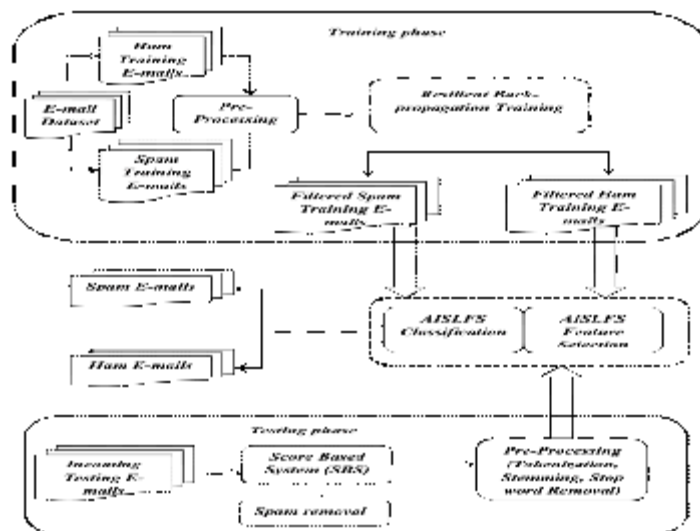 Training phase
Ham
Training
E-mails
E-mail
Dataset
Pre-
Processing
Resilient Back-
propagation Training
Spam
Training
E-mails
Filtered Spam
Training E-
mails
Filtered Ham
Training E-
mails
Spam E-mails
Ham E-mails
AISLFS
Classification
AISLFS
Feature
Selection
Testing phase
Incoming
Testing E-
mails
Score Based
System (SBS)
Spam removal
Pre-Processing
(Tokenization,
Stemming, Stop
word Removal)